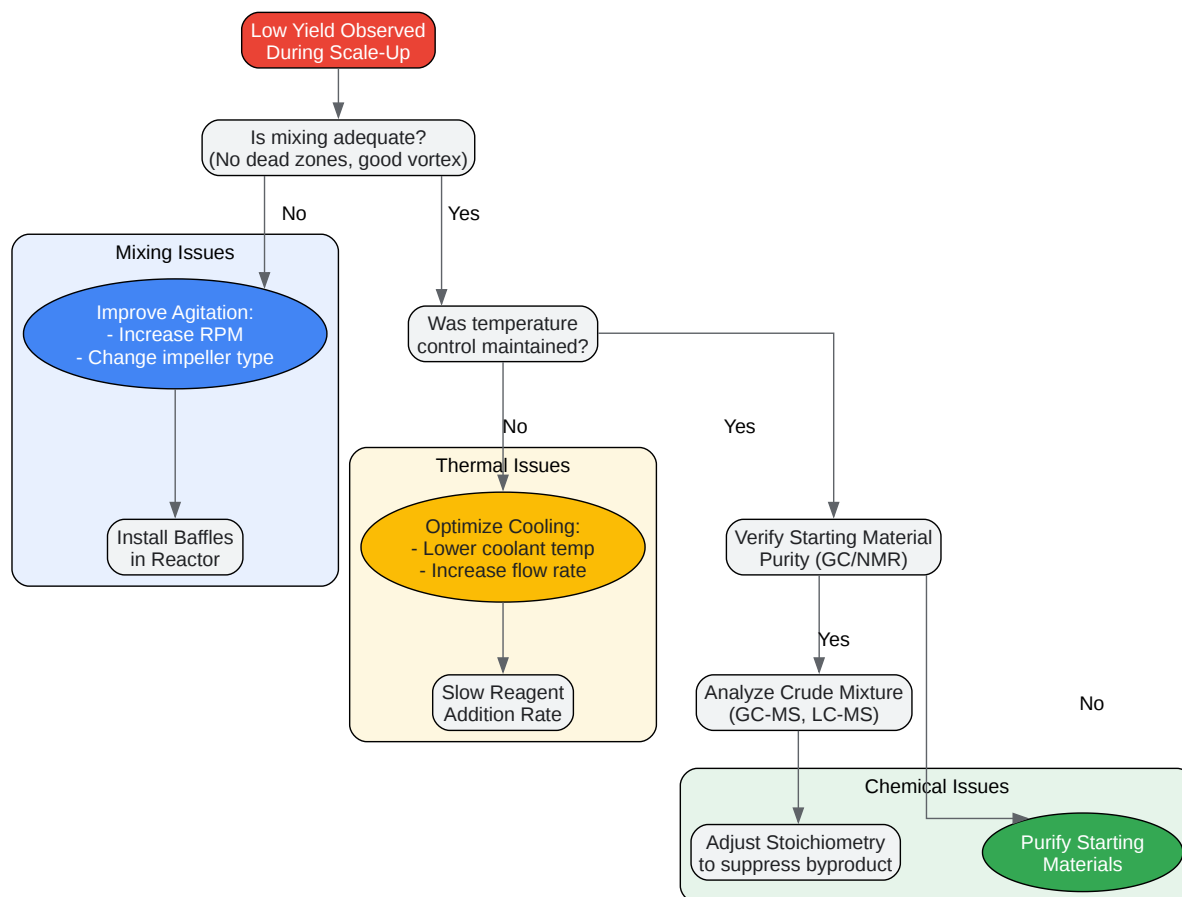 Low Yield Observed
During Scale-Up
Is mixing adequate?
(No dead zones, good vortex)
No
Yes
Mixing Issues
Improve Agitation:
- Increase RPM
- Change impeller type
Was temperature
control maintained?
No
Yes
Thermal Issues
Optimize Cooling:
- Lower coolant temp
- Increase flow rate
Install Baffles
in Reactor
Verify Starting Material
Purity (GC/NMR)
Yes
No
Slow Reagent
Addition Rate
Analyze Crude Mixture
(GC-MS, LC-MS)
Chemical Issues
Adjust Stoichiometry
to suppress byproduct
Purify Starting
Materials